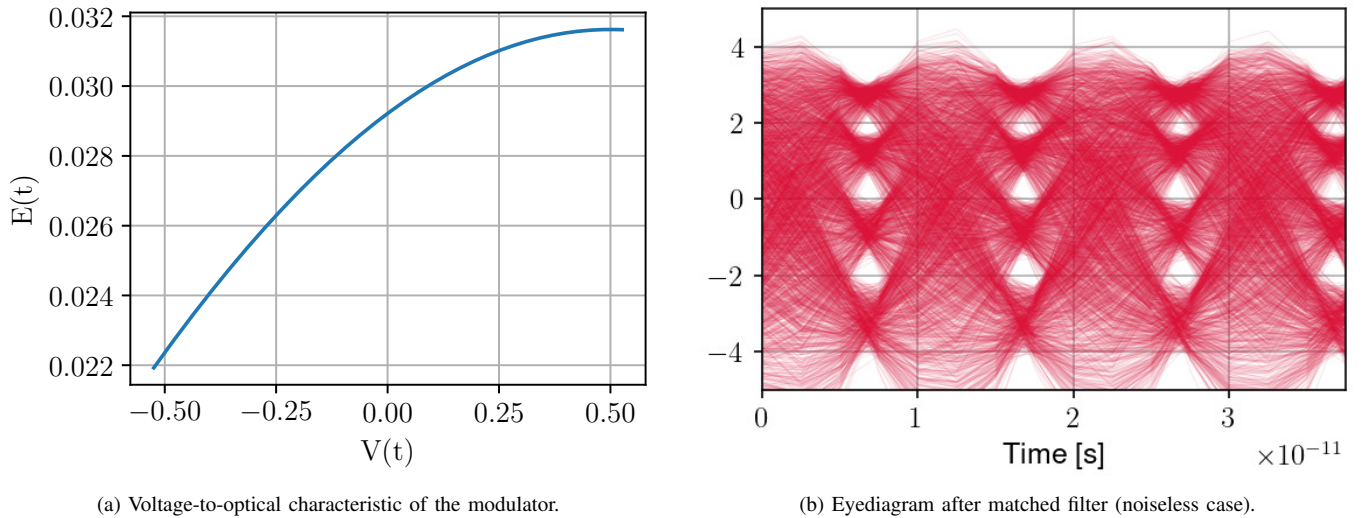 0.032
0.030
0.028
0.026
0.024
0.022
E(t)
−0.50 −0.25 0.00 0.25 0.50
V(t)
(a) Voltage-to-optical characteristic of the modulator.
4
2
0
−2
−4
0 1 2 3
Time [s] ×10⁻¹¹
(b) Eyediagram after matched filter (noiseless case).